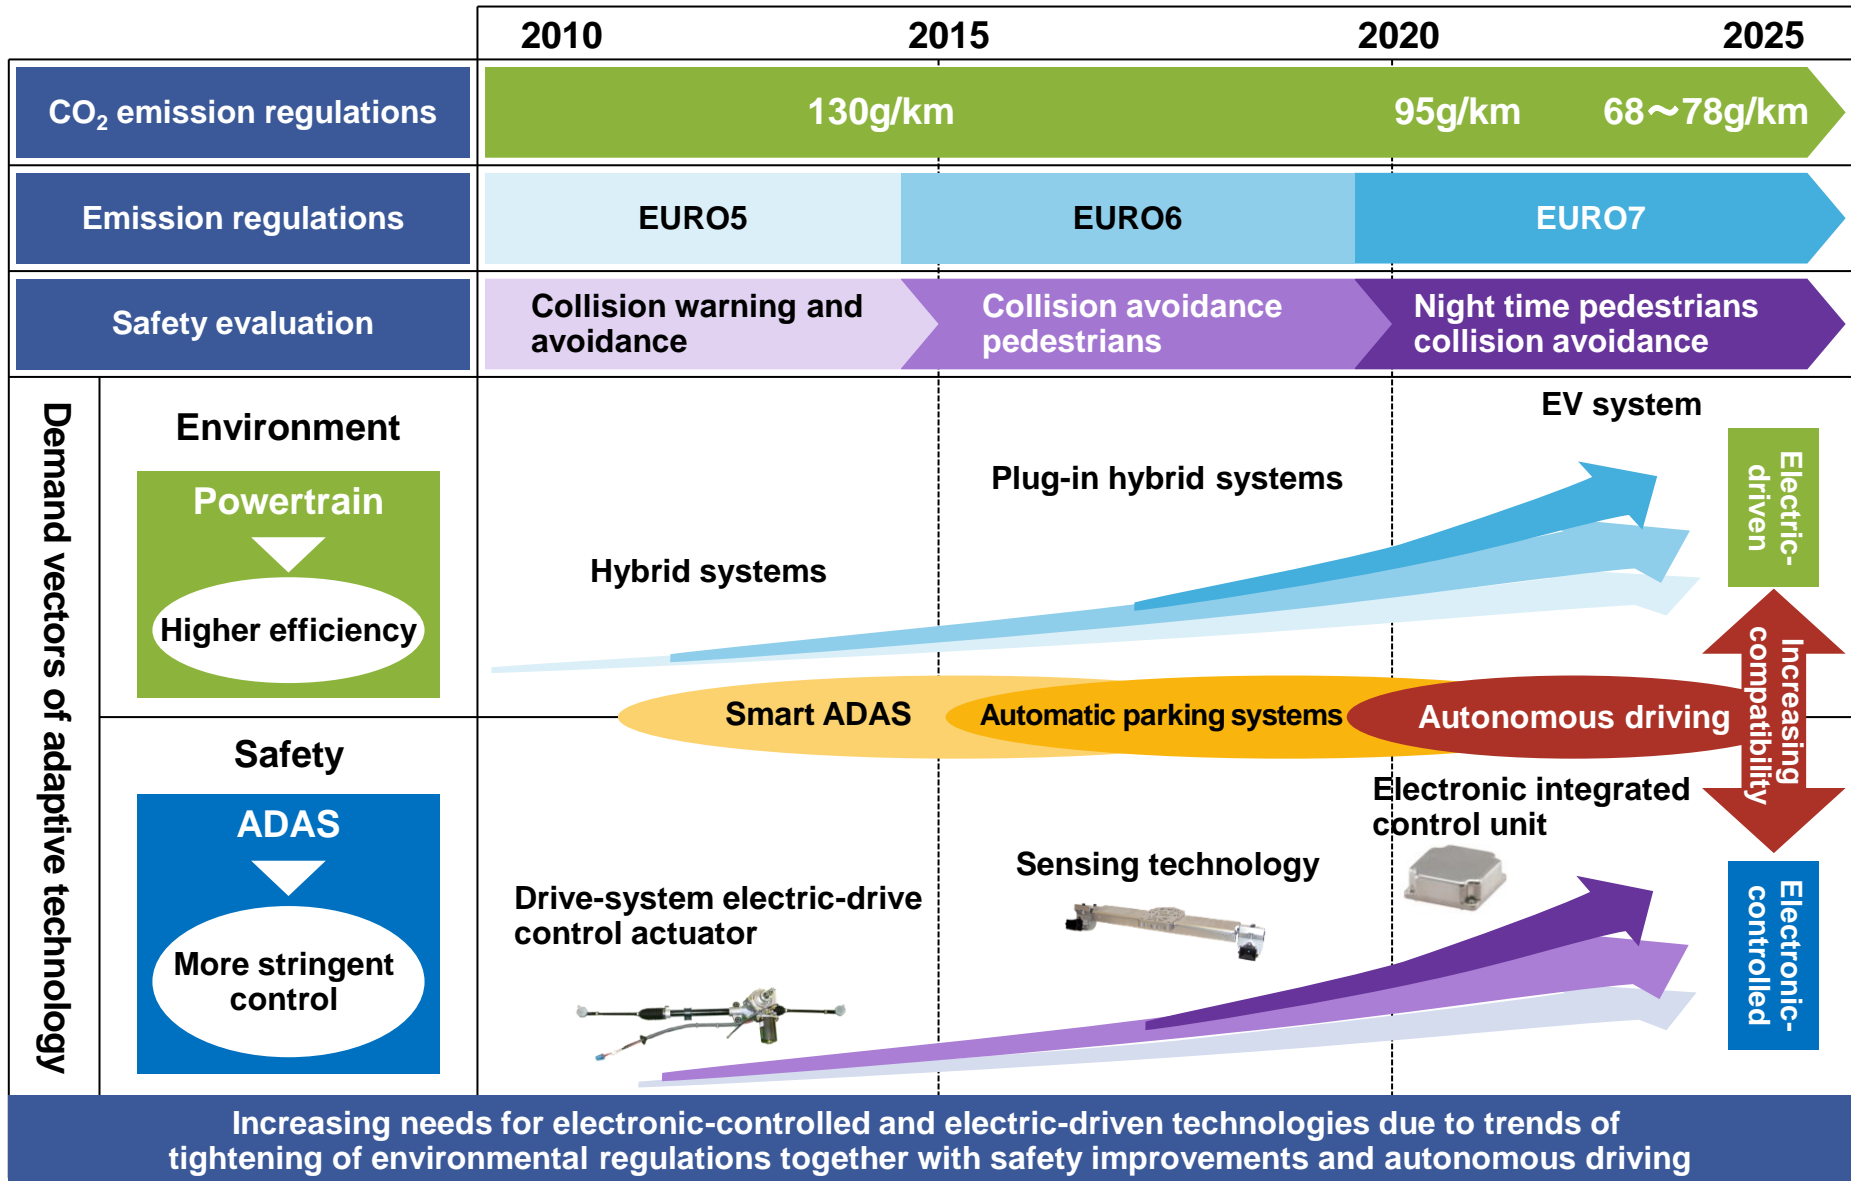 2010
2015
2020
2025
CO₂ emission regulations
130g/km
95g/km
68～78g/km
Emission regulations
EURO5
EURO6
EURO7
Safety evaluation
Collision warning and
avoidance
Collision avoidance
pedestrians
Night time pedestrians
collision avoidance
Demand vectors of adaptive technology
Environment
Powertrain
Higher efficiency
Hybrid systems
Plug-in hybrid systems
EV system
Electric-
driven
Smart ADAS
Automatic parking systems
Autonomous driving
Increasing
compatibility
Safety
ADAS
More stringent
control
Drive-system electric-drive
control actuator
Sensing technology
Electronic integrated
control unit
Electronic-
controlled
Increasing needs for electronic-controlled and electric-driven technologies due to trends of
tightening of environmental regulations together with safety improvements and autonomous driving